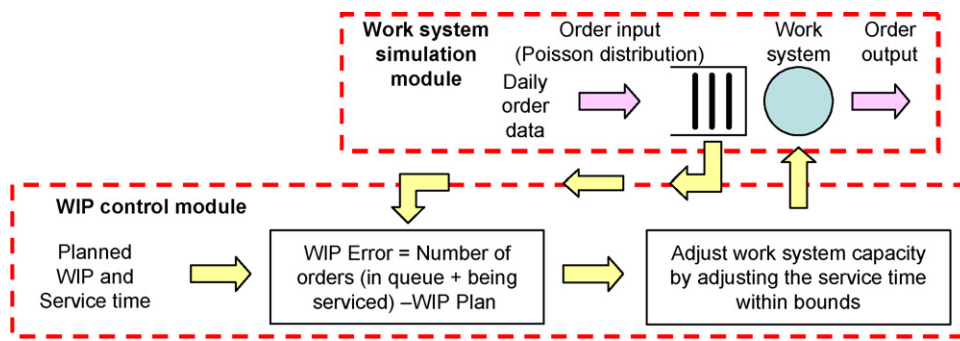 Work system
simulation
module
Order input
(Poisson distribution)
Daily
order
data
Work
system
Order
output
WIP control module
Planned
WIP and
Service time
WIP Error = Number of
orders (in queue + being
serviced) –WIP Plan
Adjust work system capacity
by adjusting the service time
within bounds